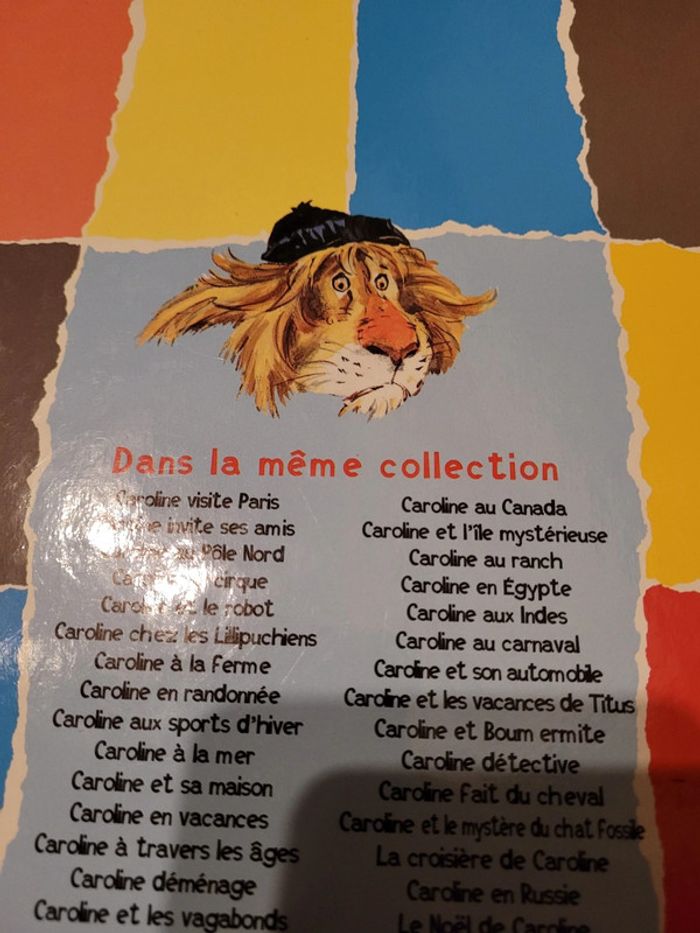 Dans la même collection
Caroline visite Paris
invite ses amis
au Pôle Nord
cirque
le robot
Caroline chez les Lilipuchiens
Caroline à la Ferme
Caroline en randonnée
Caroline aux sports d'hiver
Caroline à la mer
Caroline et sa maison
Caroline en vacances
Caroline à travers les âges
Caroline déménage
Caroline et les vagabonds
Caroline au Canada
Caroline et l'île mystérieuse
Caroline au ranch
Caroline en Égypte
Caroline aux Indes
Caroline au carnaval
Caroline et son automobile
Caroline et les vacances de Titus
Caroline et Boum ermite
Caroline détective
Caroline Fait du cheval
Caroline et le mystère du chat Fossile
La croisière de Caroline
Caroline en Russie
Le Noël de Caroline